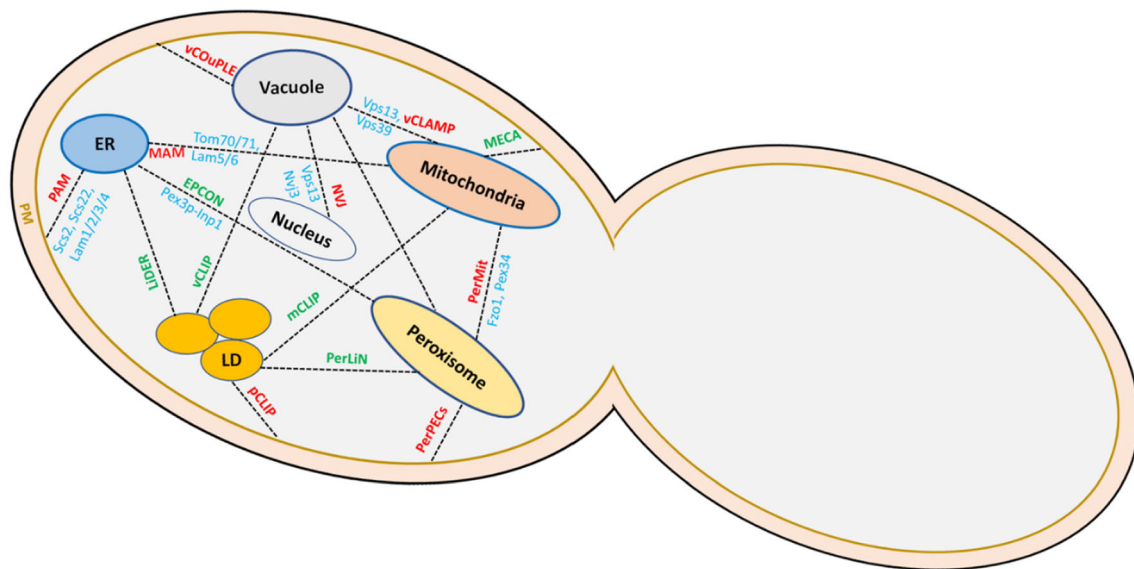 vCOuPLE
Vacuole
Vps13, vCLAMP
Vps39
MECA
ER
MAM
Tom70/71,
Lam5/6
Mitochondria
PAM
EPCON
Pex3p-Inp1
Vps13
Nvj3
NVJ
Nucleus
PM
Scs2, Scs22,
Lam1/2/3/4
LiDER
vCLIP
mCLIP
PerMit
Fzo1, Pex34
Peroxisome
LD
PerLiN
pCLIP
PerPECs